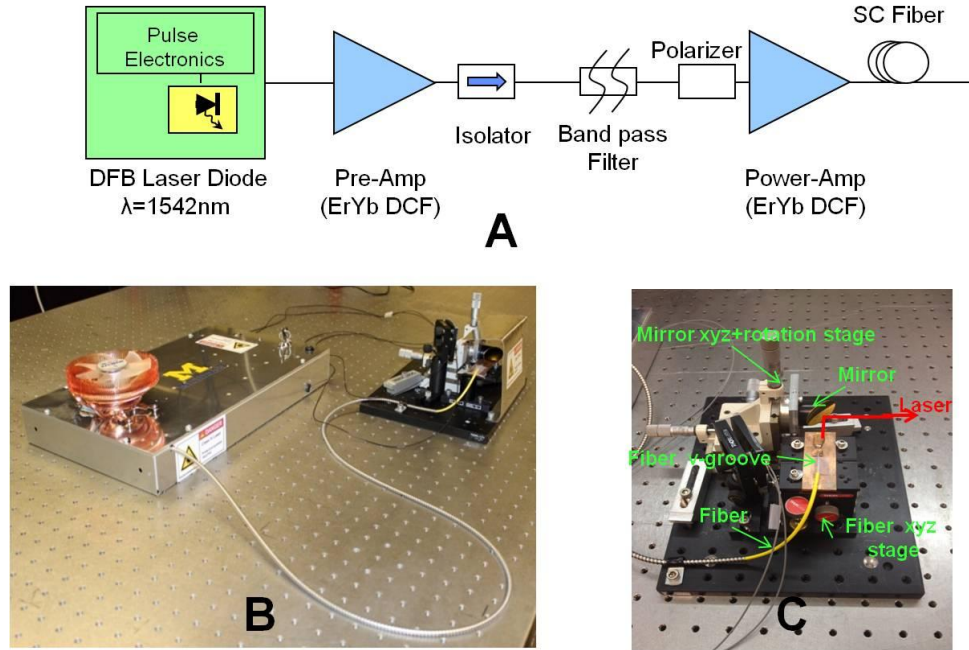 Pulse
Electronics
SC Fiber
Polarizer
Isolator
Band pass
Filter
DFB Laser Diode
λ=1542nm
Pre-Amp
(ErYb DCF)
Power-Amp
(ErYb DCF)
A
M
DANGER
B
Mirror xyz+rotation stage
Mirror
Laser
Fiber v-groove
Fiber
Fiber xyz
stage
C